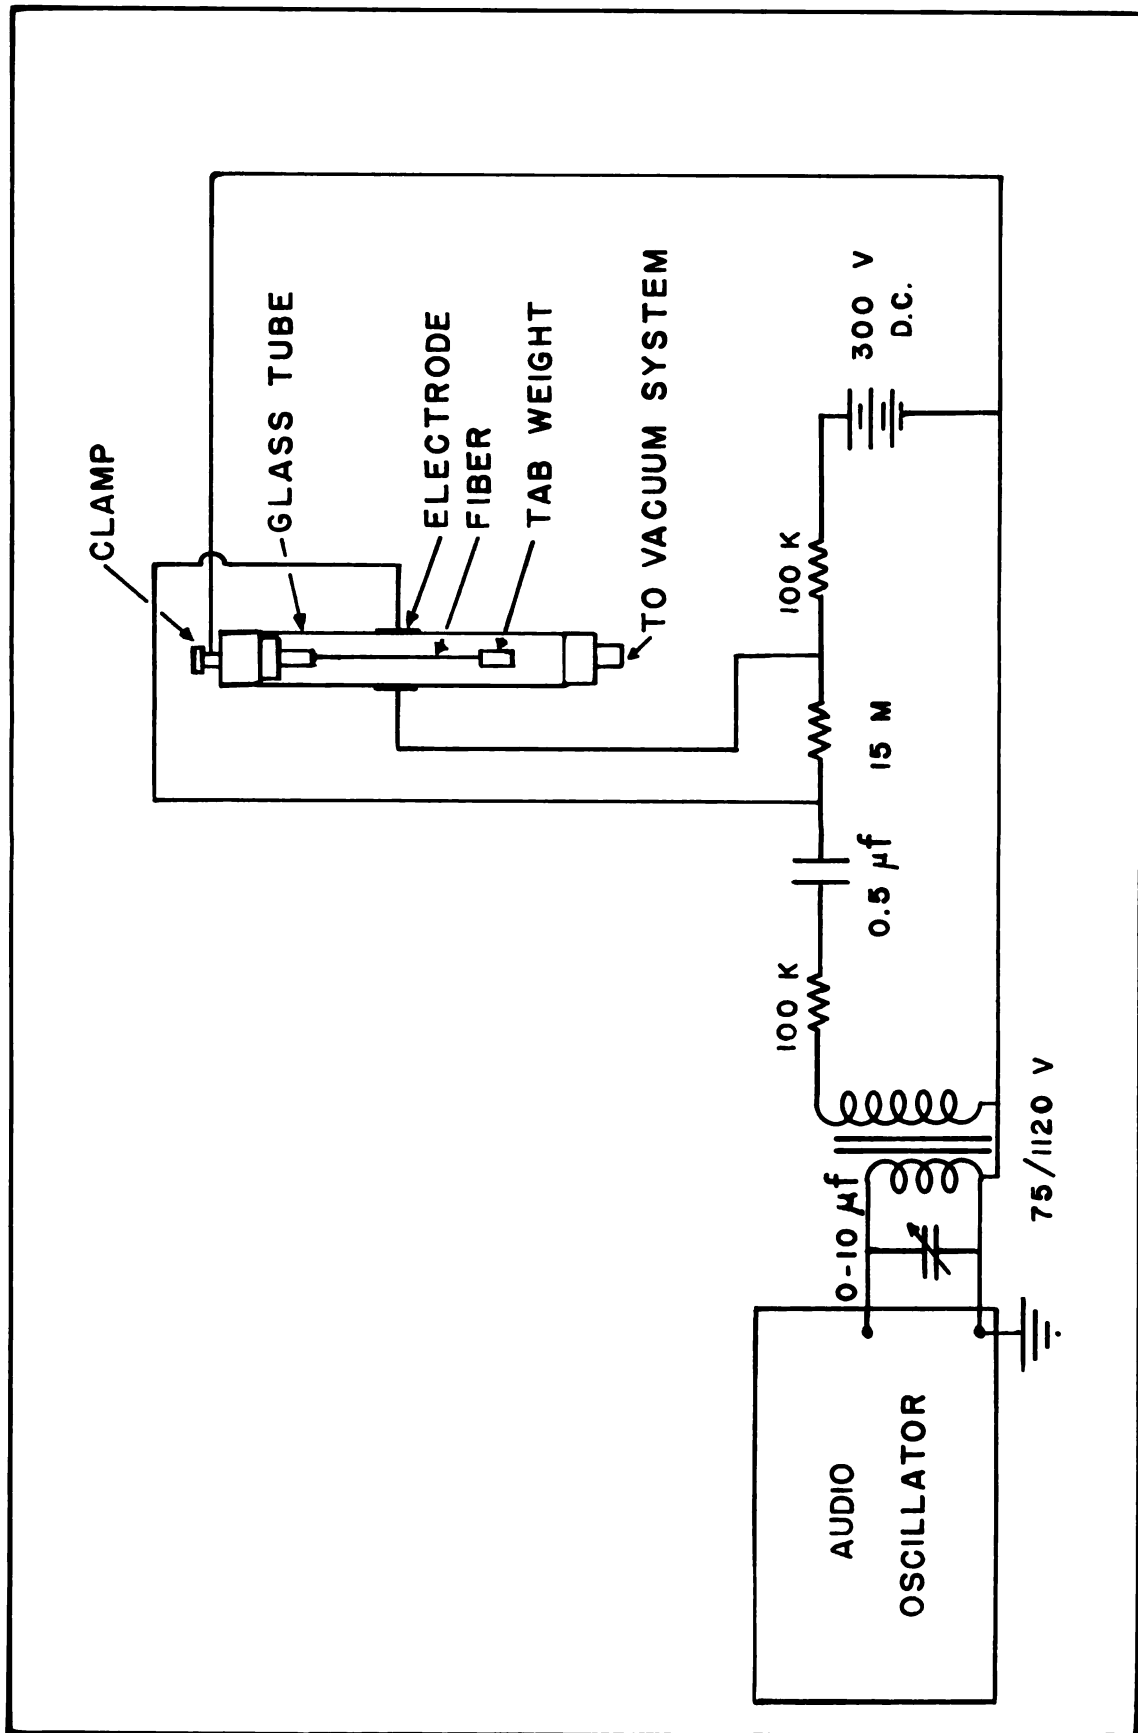 CLAMP
GLASS TUBE
ELECTRODE
FIBER
TAB WEIGHT
TO VACUUM SYSTEM
300 V
D.C.
100 K
15 M
0.5 µf
100 K
0-10 µf
75/1120 V
AUDIO
OSCILLATOR